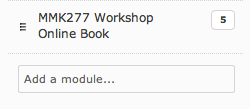 MMK277 Workshop
Online Book
5
Add a module...